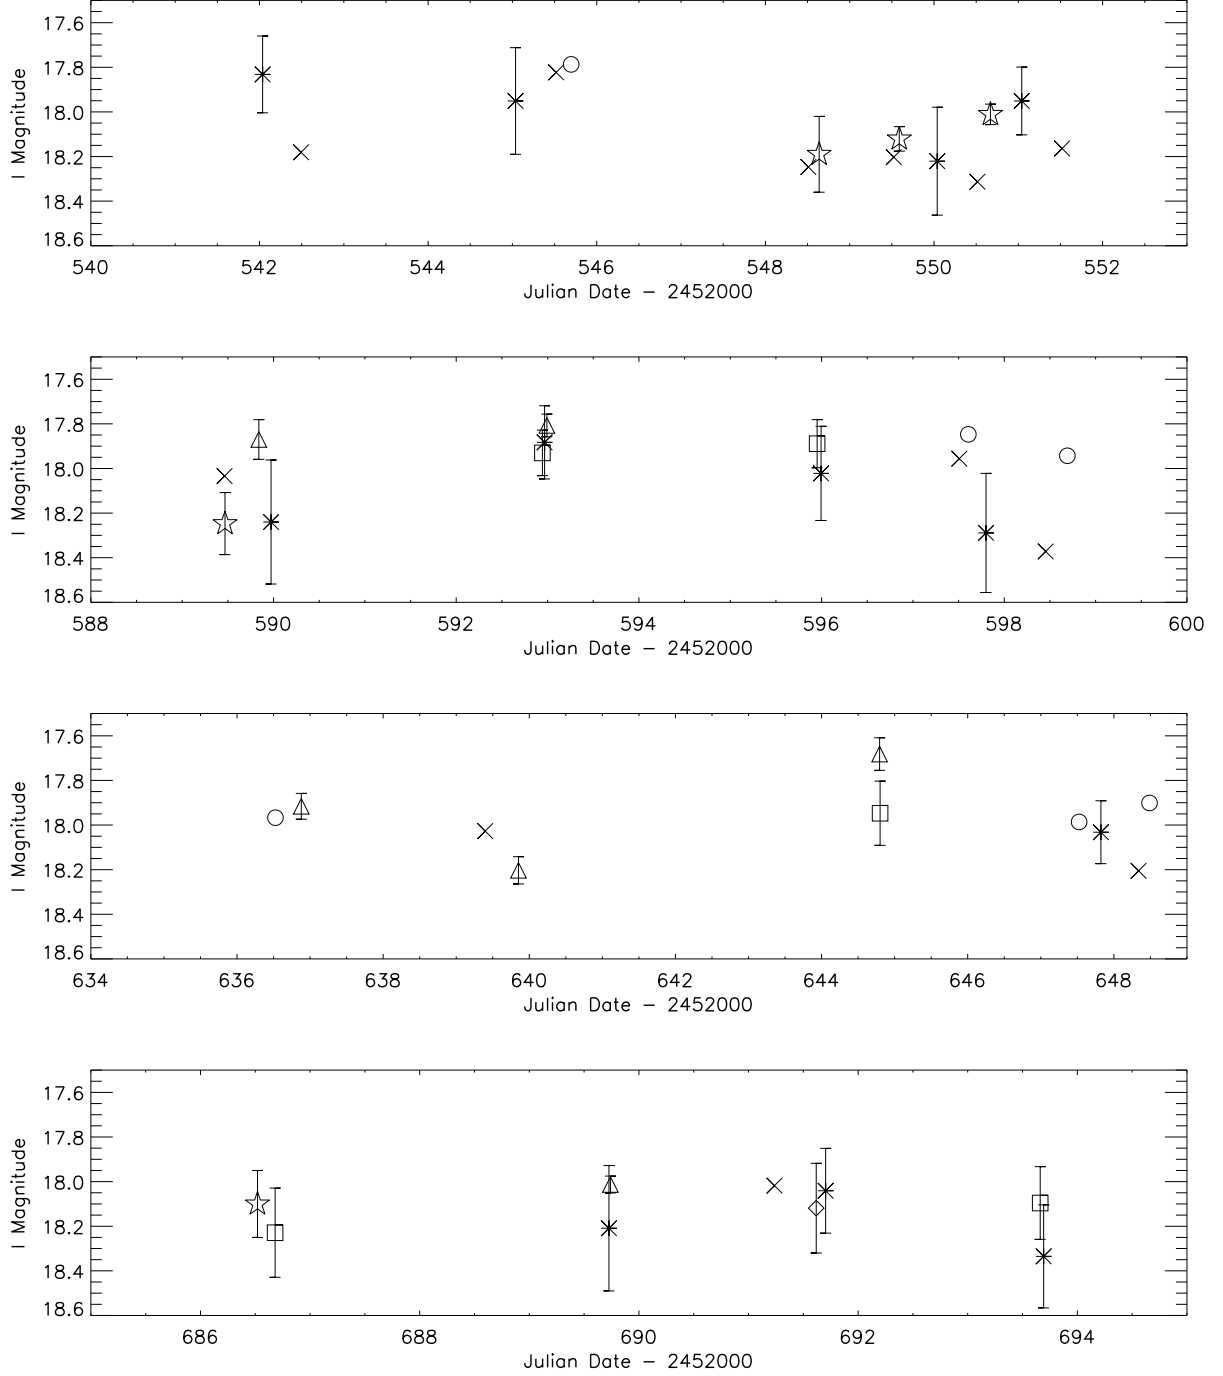 I Magnitude
17.6
17.8
18.0
18.2
18.4
18.6
540 542 544 546 548 550 552
Julian Date − 2452000
I Magnitude
17.6
17.8
18.0
18.2
18.4
18.6
588 590 592 594 596 598 600
Julian Date − 2452000
I Magnitude
17.6
17.8
18.0
18.2
18.4
18.6
634 636 638 640 642 644 646 648
Julian Date − 2452000
I Magnitude
17.6
17.8
18.0
18.2
18.4
18.6
686 688 690 692 694
Julian Date − 2452000